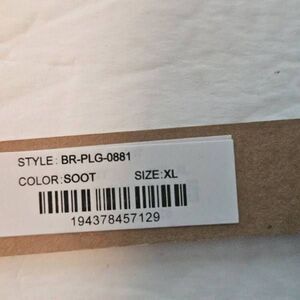 STYLE: BR-PLG-0881
COLOR:SOOT SIZE:XL
194378457129